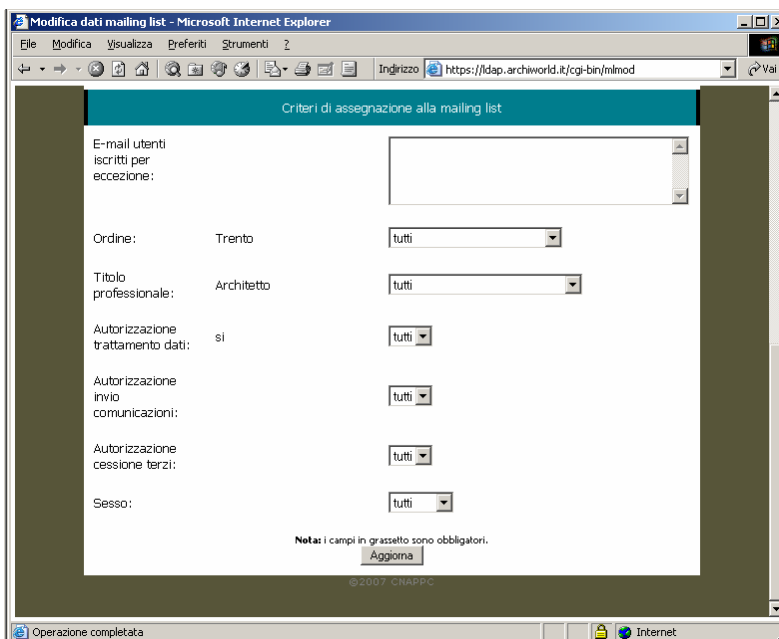 Modifica dati mailing list - Microsoft Internet Explorer
File Modifica Visualizza Preferiti Strumenti ?
Indirizzo https://ldap.archiworld.it/cgi-bin/mlmod Vai
Criteri di assegnazione alla mailing list
E-mail utenti
iscritti per
eccezione:
Ordine: Trento tutti
Titolo
professionale: Architetto tutti
Autorizzazione
trattamento dati: si tutti
Autorizzazione
invio
comunicazioni: tutti
Autorizzazione
cessione terzi: tutti
Sesso: tutti
Nota: i campi in grassetto sono obbligatori.
Aggiorna
©2007 CNAPPC
Operazione completata Internet